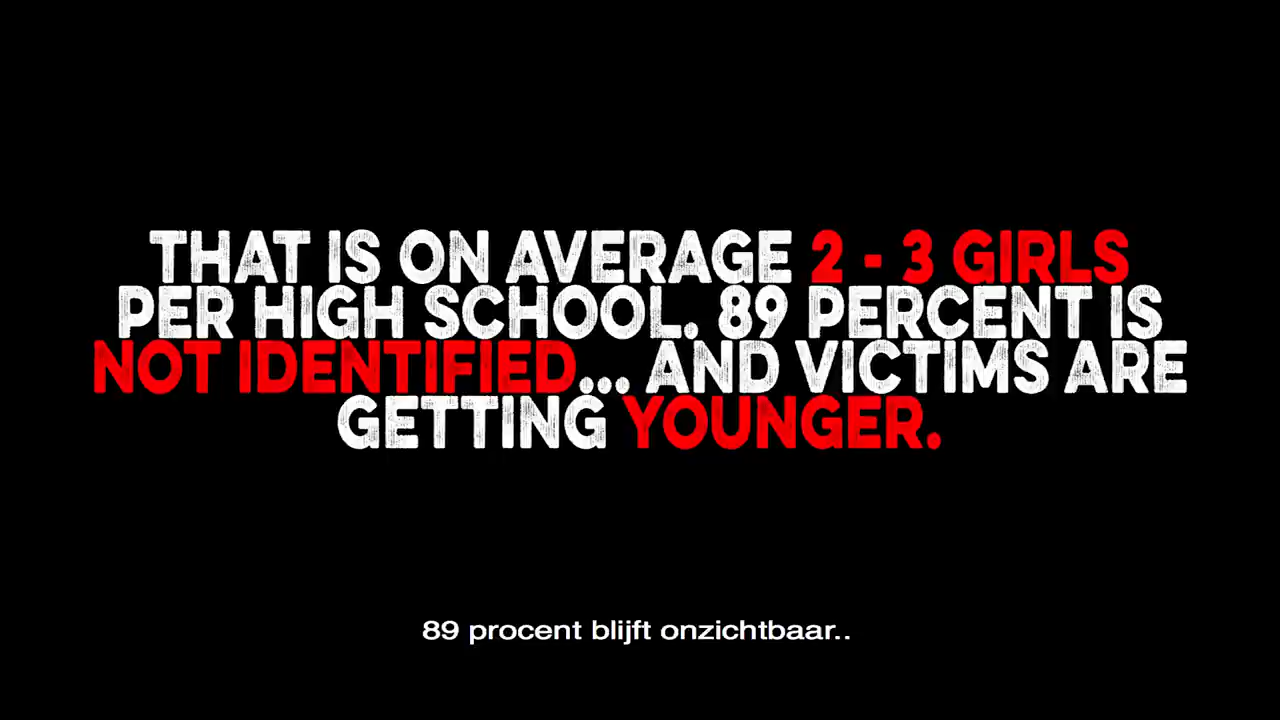 THAT IS ON AVERAGE 2 - 3 GIRLS
PER HIGH SCHOOL. 89 PERCENT IS
NOT IDENTIFIED... AND VICTIMS ARE
GETTING YOUNGER.
89 procent blijft onzichtbaar..